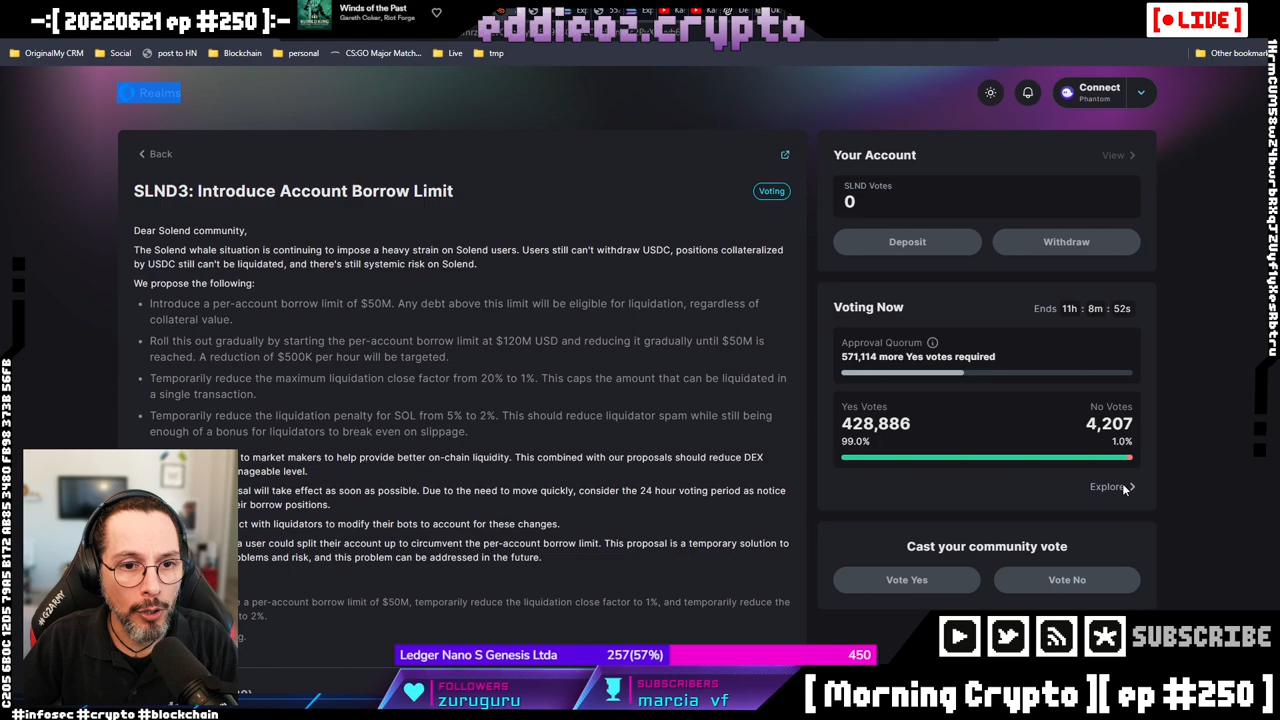 -:[ 20220621 ep #250 ]:-
Winds of the Past
Gareth Coker, Riot Forge
eddieoz.crypto
[● LIVE]
OriginalMy CRM
Social
post to HN
Blockchain
personal
CS:GO Major Match...
Live
tmp
Other bookmar
Realms
Connect
Phantom
Back
SLND3: Introduce Account Borrow Limit
Voting
Dear Solend community,
The Solend whale situation is continuing to impose a heavy strain on Solend users. Users still can't withdraw USDC, positions collateralized
by USDC still can't be liquidated, and there's still systemic risk on Solend.
We propose the following:
• Introduce a per-account borrow limit of $50M. Any debt above this limit will be eligible for liquidation, regardless of
collateral value.
• Roll this out gradually by starting the per-account borrow limit at $120M USD and reducing it gradually until $50M is
reached. A reduction of $500K per hour will be targeted.
• Temporarily reduce the maximum liquidation close factor from 20% to 1%. This caps the amount that can be liquidated in
a single transaction.
• Temporarily reduce the liquidation penalty for SOL from 5% to 2%. This should reduce liquidator spam while still being
enough of a bonus for liquidators to break even on slippage.
to market makers to help provide better on-chain liquidity. This combined with our proposals should reduce DEX
nageable level.
sal will take effect as soon as possible. Due to the need to move quickly, consider the 24 hour voting period as notice
eir borrow positions.
ct with liquidators to modify their bots to account for these changes.
a user could split their account up to circumvent the per-account borrow limit. This proposal is a temporary solution to
oblems and risk, and this problem can be addressed in the future.
e a per-account borrow limit of $50M, temporarily reduce the liquidation close factor to 1%, and temporarily reduce the
o 2%.
Your Account
View
SLND Votes
0
Deposit
Withdraw
Voting Now
Ends 11h : 8m : 52s
Approval Quorum
571,114 more Yes votes required
Yes Votes
No Votes
428,886
4,207
99.0%
1.0%
Explore
Cast your community vote
Vote Yes
Vote No
#G2ARMY
Ledger Nano S Genesis Ltda
257(57%)
450
FOLLOWERS
zuruguru
SUBSCRIBERS
marcia vf
SUBSCRIBE
[ Morning Crypto ][ ep #250 ]
#infosec #crypto #blockchain